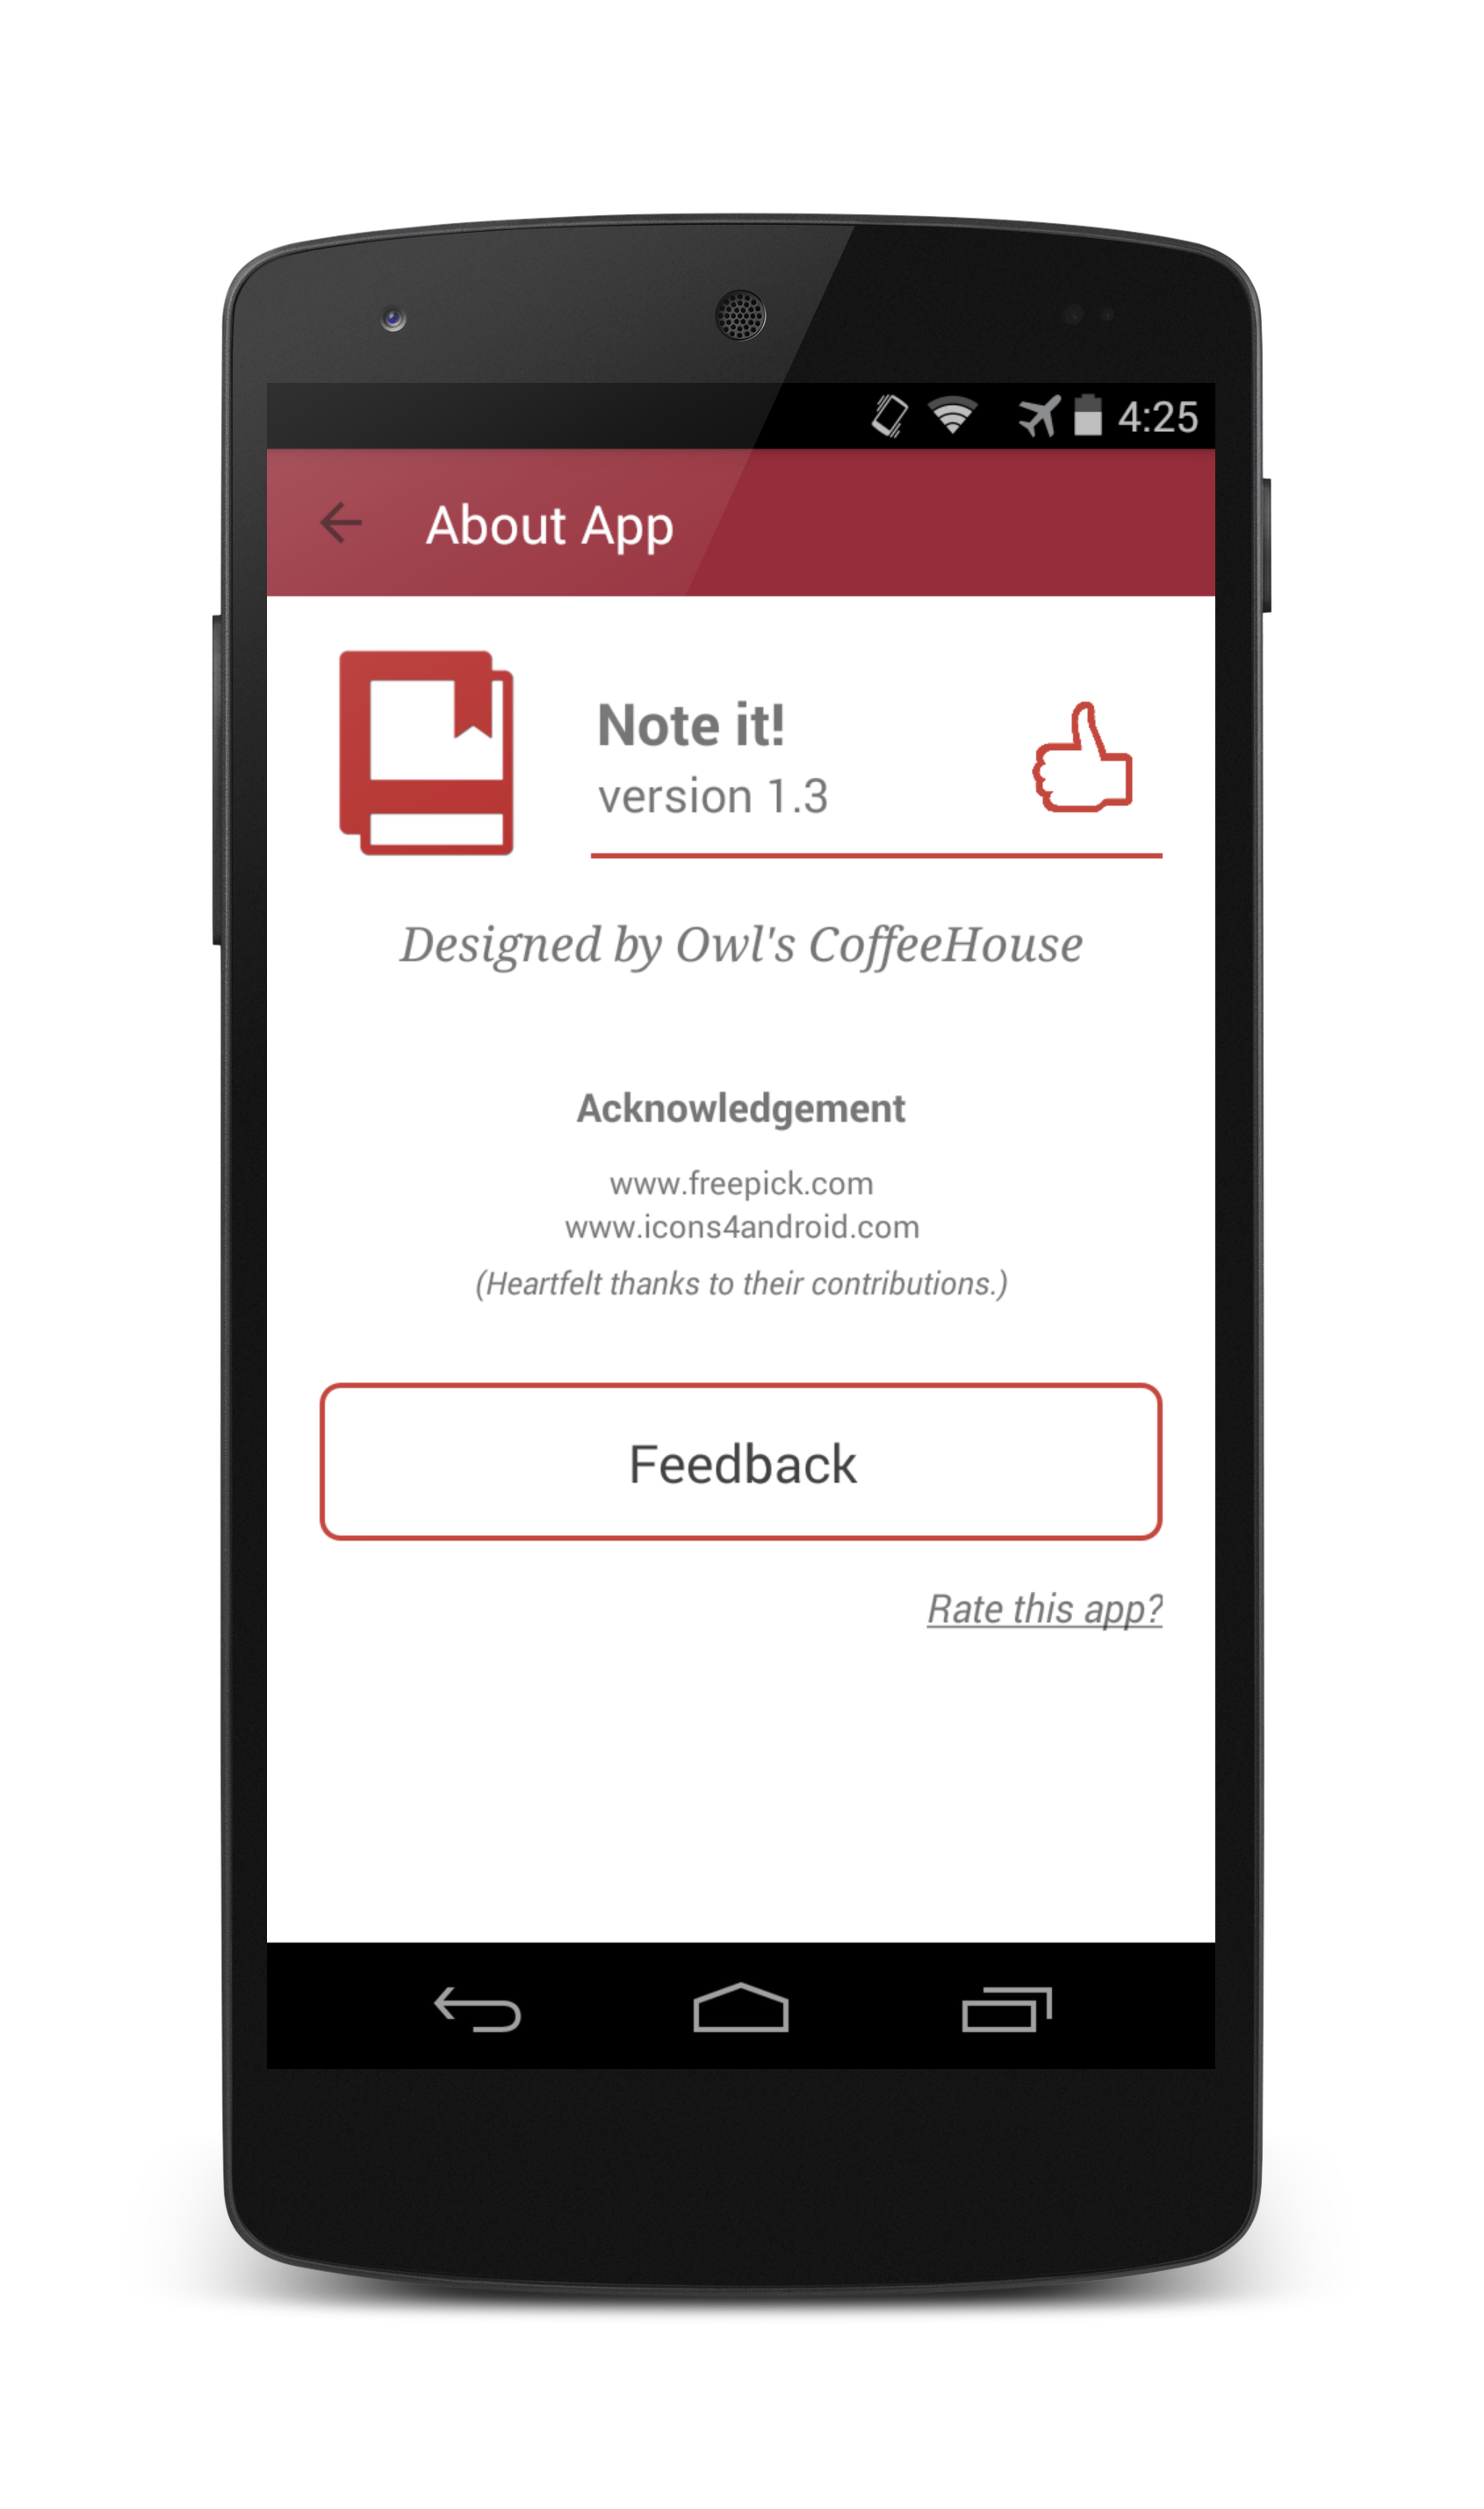 4:25
About App
Note it!
version 1.3
Designed by Owl's CoffeeHouse
Acknowledgement
www.freepick.com
www.icons4android.com
(Heartfelt thanks to their contributions.)
Feedback
Rate this app?